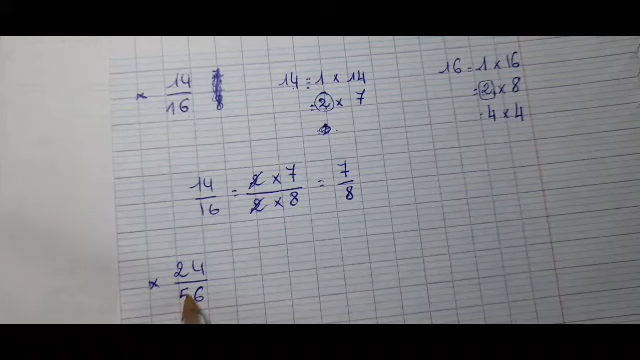 × 14/16 14 = 1 × 14 16 = 1 × 16
= 2 × 7 = 2 × 8
= 4 × 4
14/16 = 2 × 7 / 2 × 8 = 7/8
× 24/56